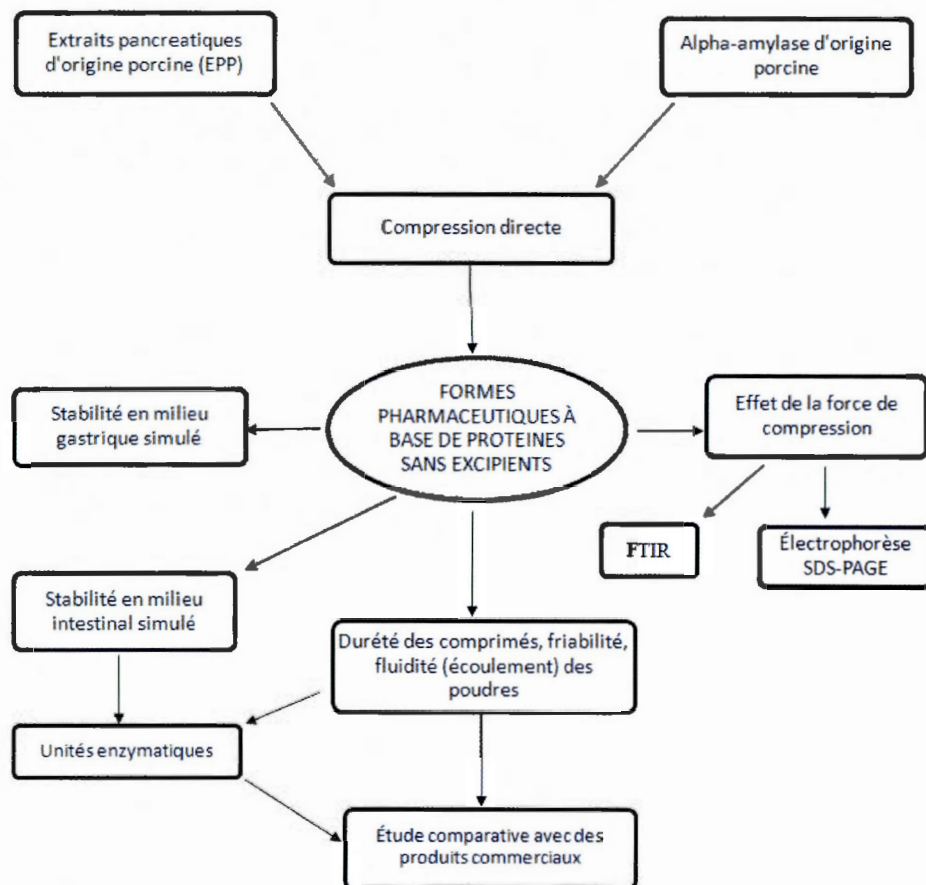 Extraits pancreatiques
d'origine porcine (EPP)
Alpha-amylase d'origine
porcine
Compression directe
FORMES
PHARMACEUTIQUES À
BASE DE PROTEINES
SANS EXCIPIENTS
Stabilité en milieu
gastrique simulé
Effet de la force de
compression
FTIR
Électrophorèse
SDS-PAGE
Stabilité en milieu
intestinal simulé
Durété des comprimés, friabilité,
fluidité (écoulement) des
poudres
Unités enzymatiques
Étude comparative avec des
produits commerciaux